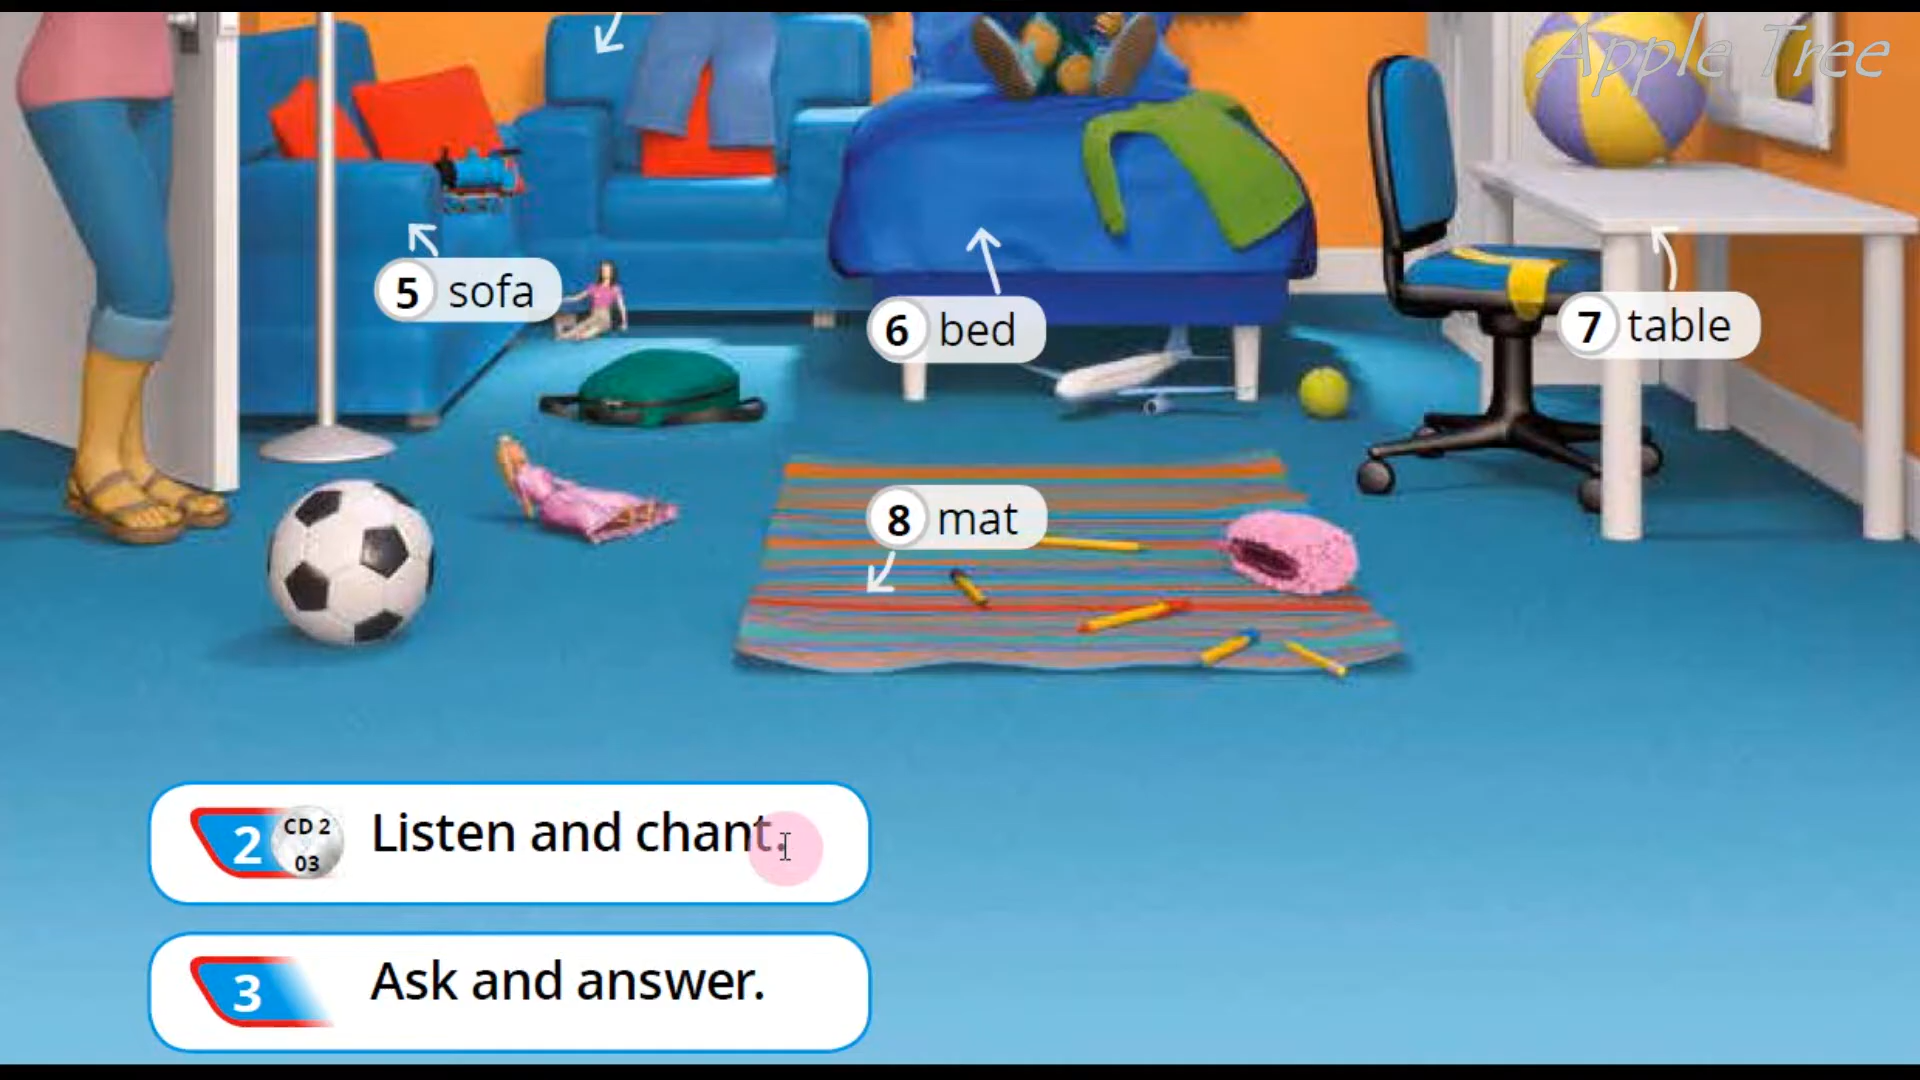 Apple Tree
5 sofa
6 bed
7 table
8 mat
2 CD 2 03 Listen and chant.
3 Ask and answer.